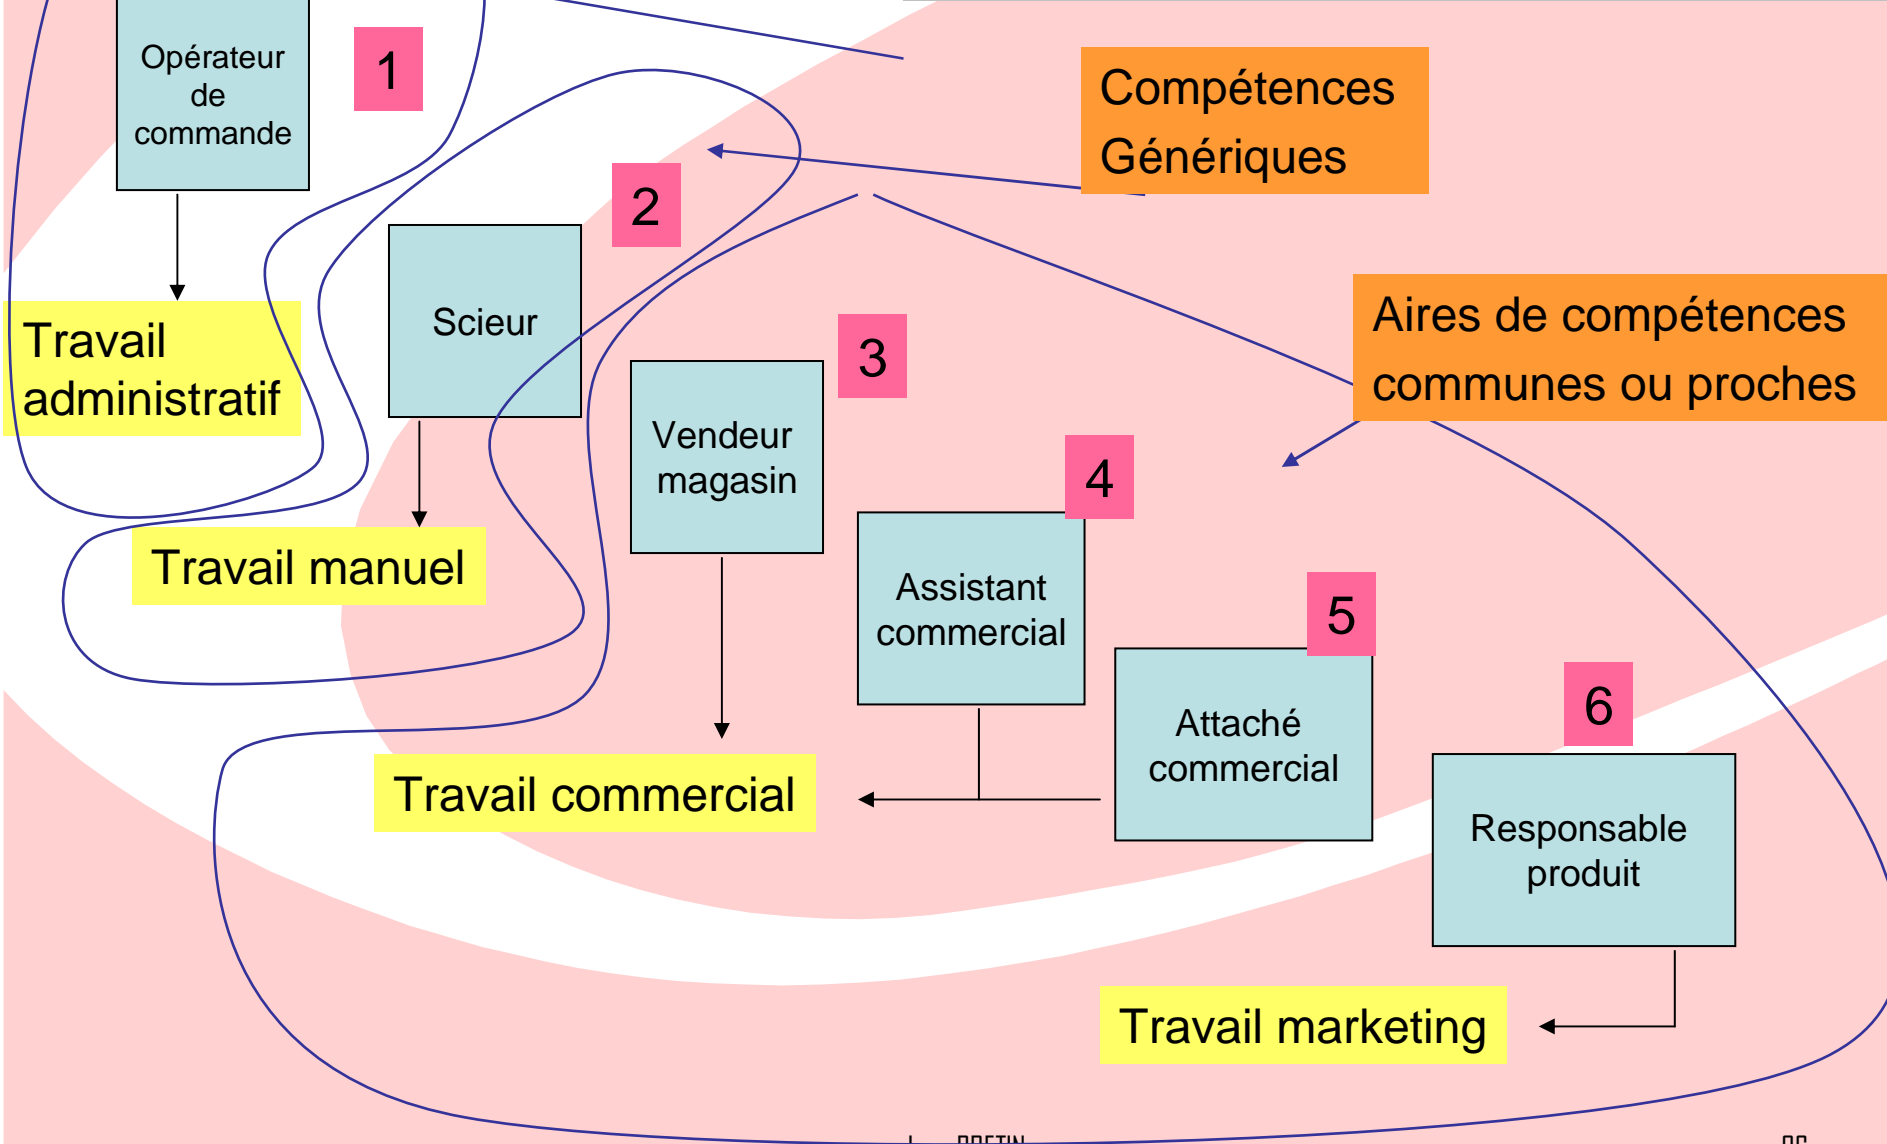 Opérateur
de
commande
1
Compétences
Génériques
2
Scieur
Travail
administratif
Aires de compétences
communes ou proches
3
Vendeur
magasin
4
Travail manuel
Assistant
commercial
5
Attaché
commercial
6
Travail commercial
Responsable
produit
Travail marketing